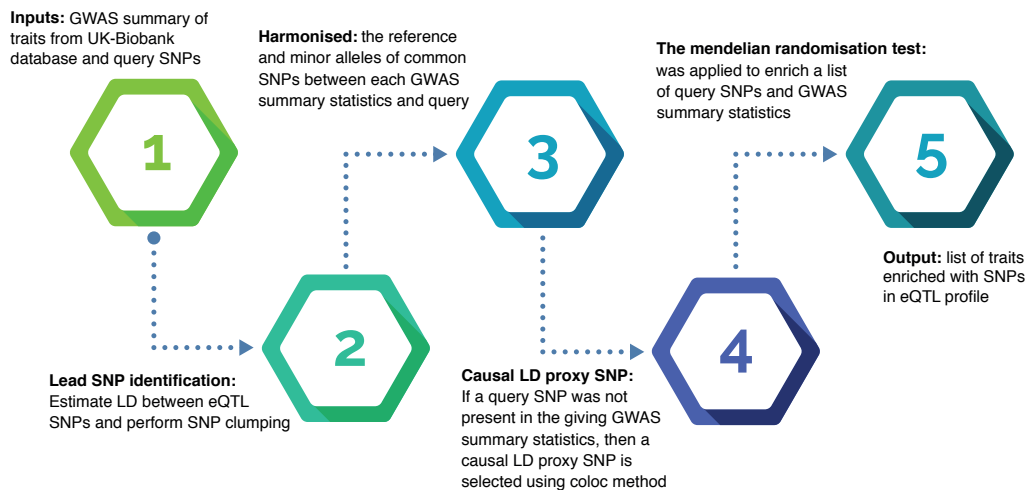 Inputs: GWAS summary of
traits from UK-Biobank
database and query SNPs
1
Lead SNP identification:
Estimate LD between eQTL
SNPs and perform SNP clumping
2
Harmonised: the reference
and minor alleles of common
SNPs between each GWAS
summary statistics and query
3
Causal LD proxy SNP:
If a query SNP was not
present in the giving GWAS
summary statistics, then a
causal LD proxy SNP is
selected using coloc method
4
The mendelian randomisation test:
was applied to enrich a list
of query SNPs and GWAS
summary statistics
5
Output: list of traits
enriched with SNPs
in eQTL profile